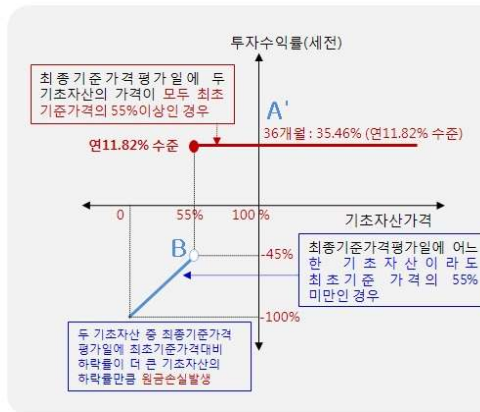 투자수익률(세전)
최종기준가격평가일에 두
기초자산의 가격이 모두 최초
기준가격의 55%이상인 경우
A'
36개월 : 35.46% (연11.82% 수준)
연11.82% 수준
0
55%
100 %
기초자산가격
B
-45%
최종기준가격평가일에 어느
한 기초자산이라도
최초기준 가격의 55%
미만인 경우
-100%
두 기초자산 중 최종기준가격
평가일에 최초기준가격대비
하락률이 더 큰 기초자산의
하락률만큼 원금손실발생